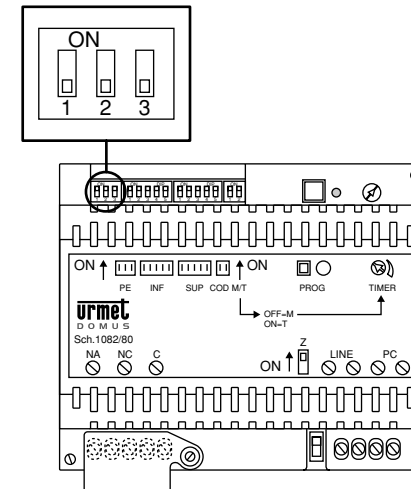 ON
1 2 3
ON ON
PE INF SUP COD M/T PROG TIMER
OFF=M
ON=T
urmet
DOMUS
Sch.1082/80
NA NC C ON Z LINE PC